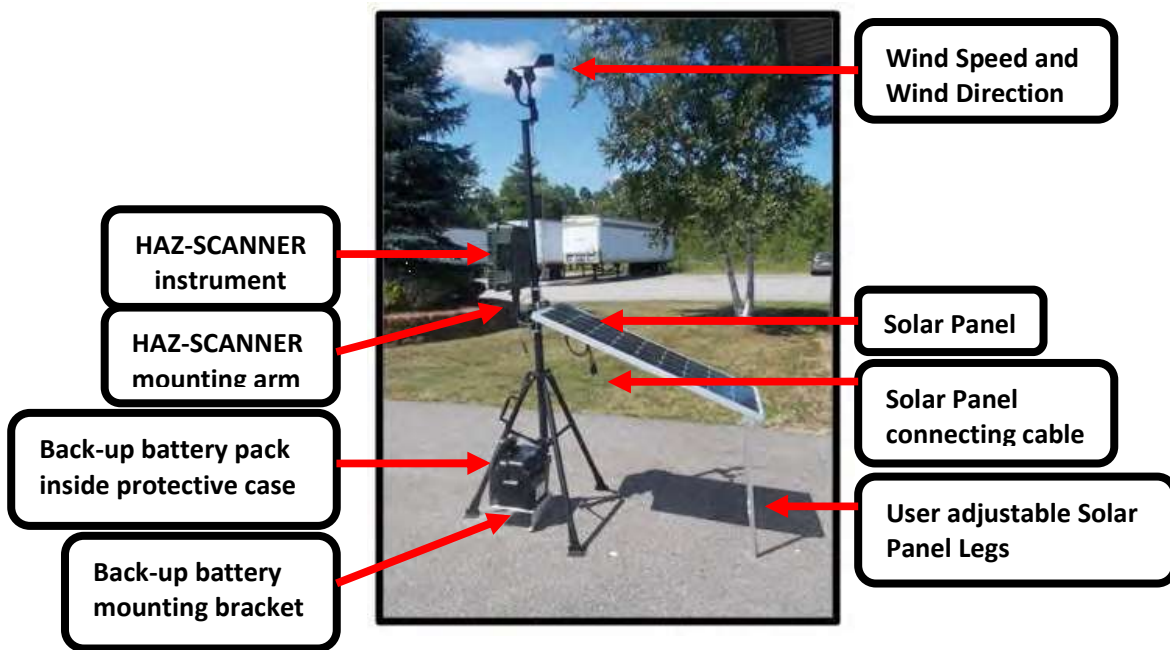 Wind Speed and
Wind Direction
HAZ-SCANNER
instrument
HAZ-SCANNER
mounting arm
Solar Panel
Solar Panel
connecting cable
Back-up battery pack
inside protective case
User adjustable Solar
Panel Legs
Back-up battery
mounting bracket